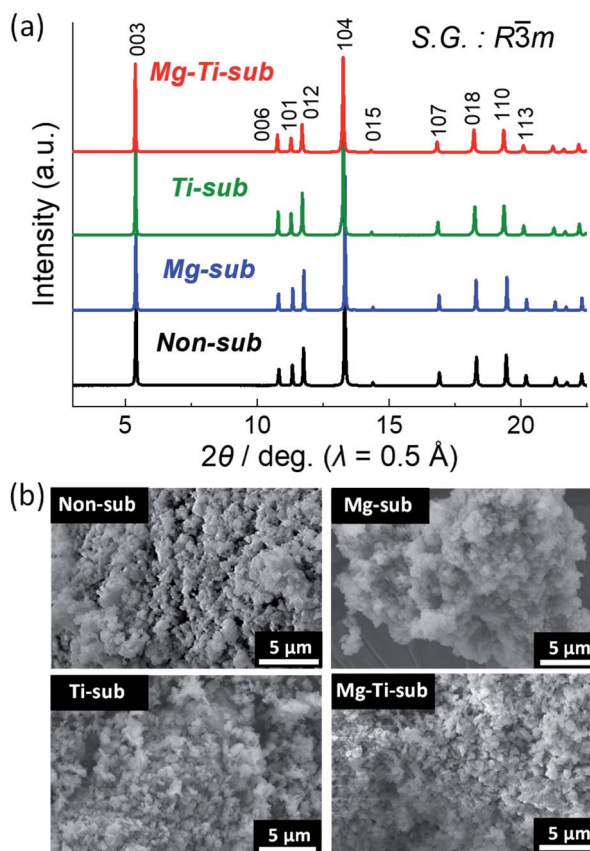 (a)
S.G. : R3̅m
003
104
Mg-Ti-sub
006
101
012
015
107
018
110
113
Ti-sub
Mg-sub
Non-sub
Intensity (a.u.)
5
10
15
20
2θ / deg. (λ = 0.5 Å)
(b)
Non-sub
5 μm
Mg-sub
5 μm
Ti-sub
5 μm
Mg-Ti-sub
5 μm